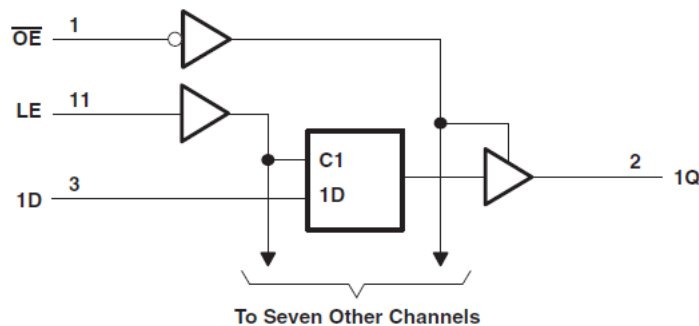 OE 1
LE 11
C1
1D
1D 3
2 1Q
To Seven Other Channels